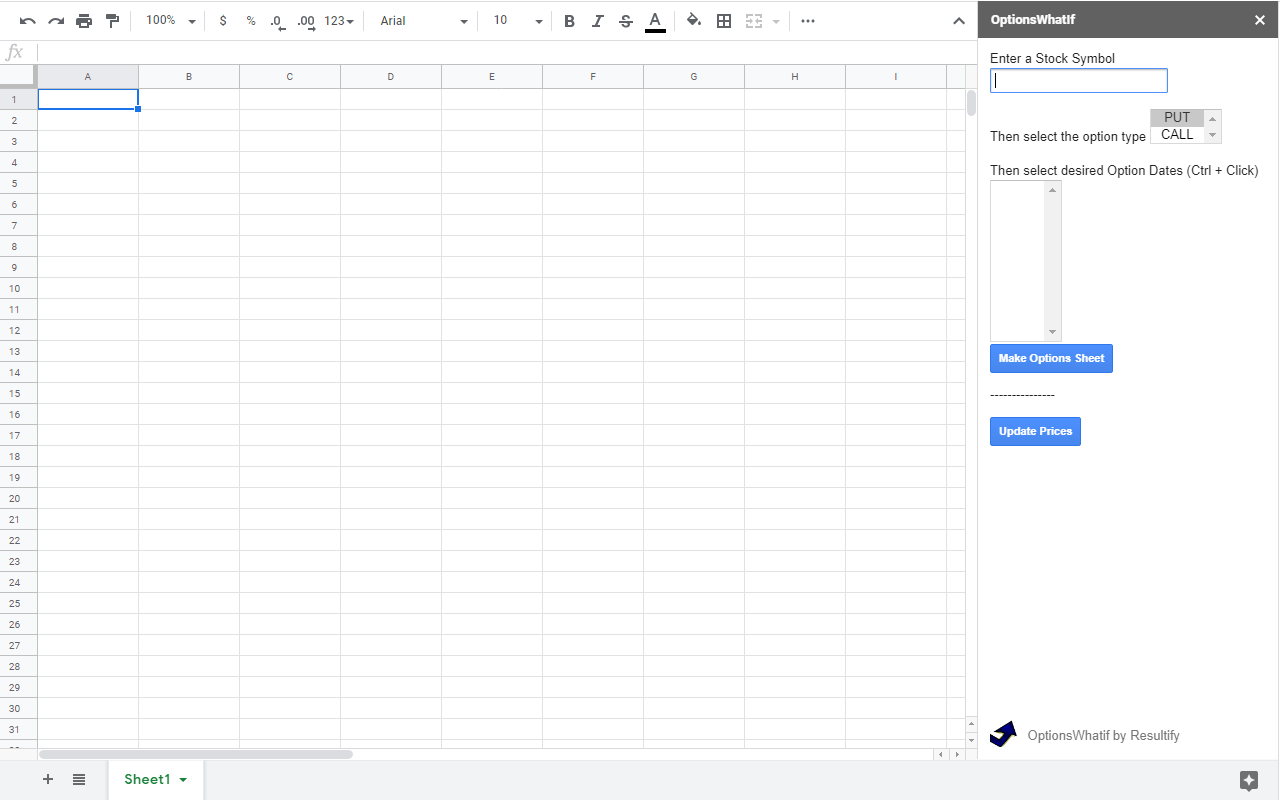 100% $ % .0 .00 123 Arial 10 B I S A
OptionsWhatIf
fx
A B C D E F G H I
1
2
3
4
5
6
7
8
9
10
11
12
13
14
15
16
17
18
19
20
21
22
23
24
25
26
27
28
29
30
31
Enter a Stock Symbol
PUT
Then select the option type CALL
Then select desired Option Dates (Ctrl + Click)
Make Options Sheet
---------------
Update Prices
OptionsWhatif by Resultify
Sheet1